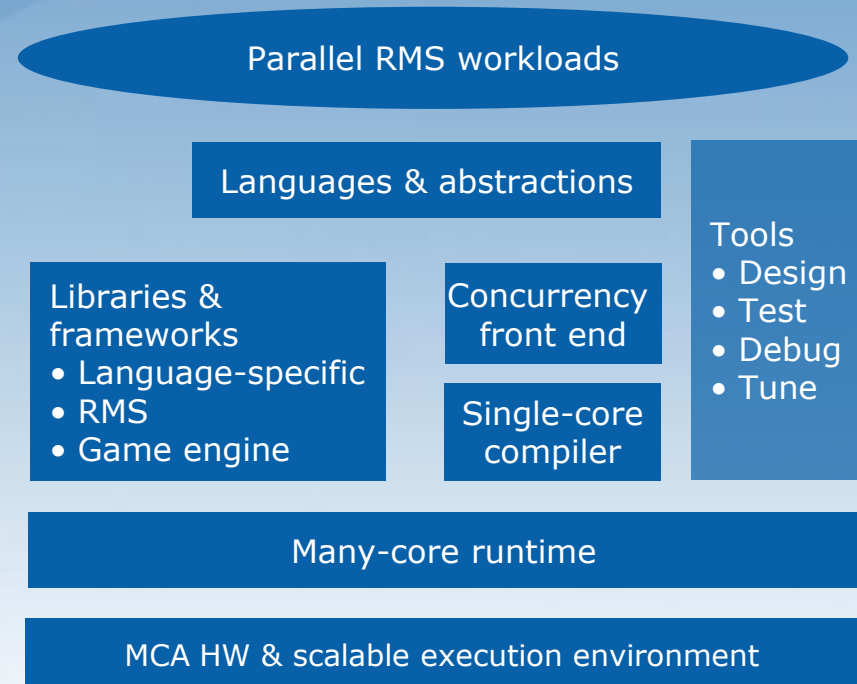 Parallel RMS workloads
Languages & abstractions
Libraries &
frameworks
• Language-specific
• RMS
• Game engine
Concurrency
front end
Single-core
compiler
Tools
• Design
• Test
• Debug
• Tune
Many-core runtime
MCA HW & scalable execution environment